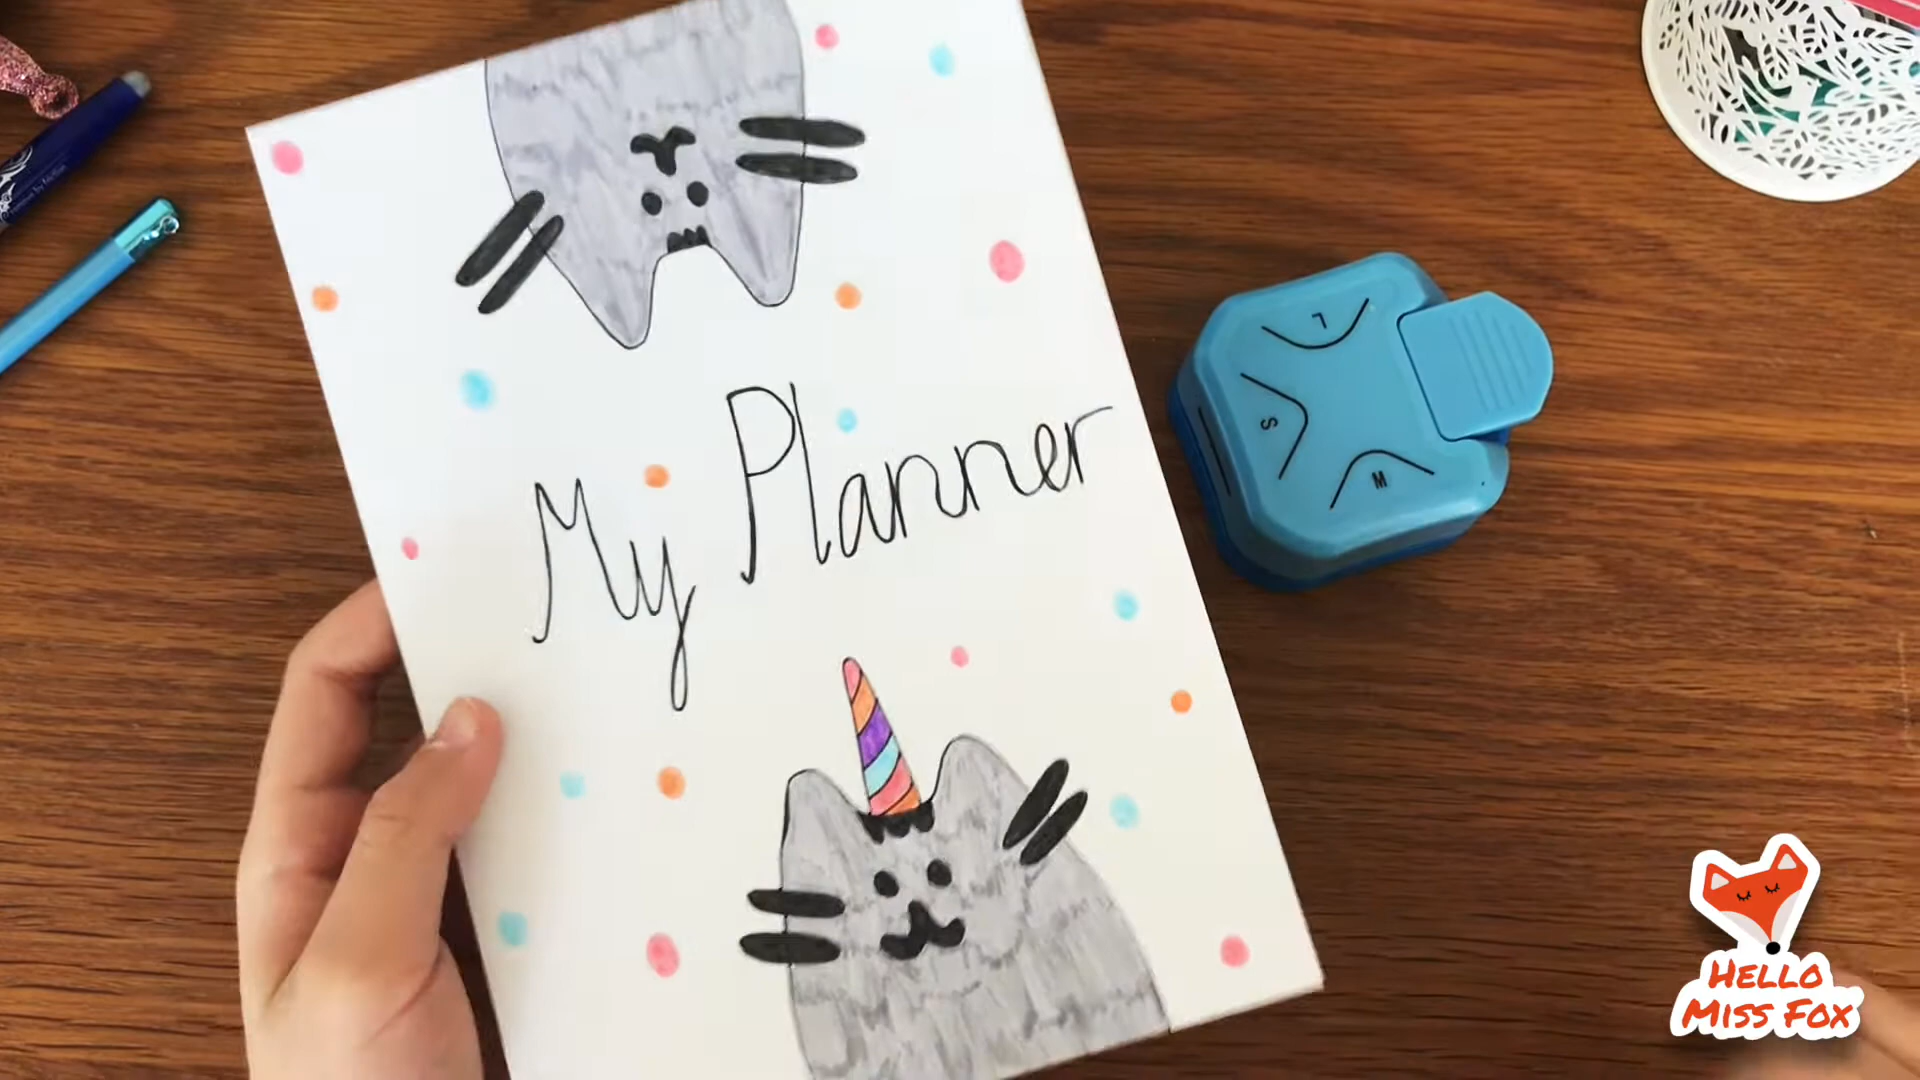 My Planner
L
S
M
HELLO
MISS FOX